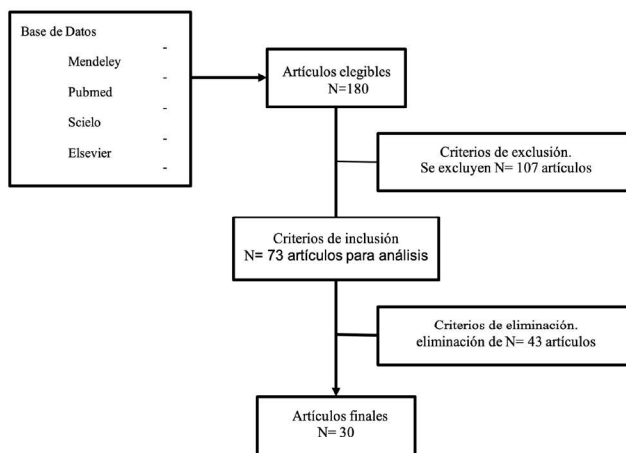 Base de Datos
-
Mendeley
-
Pubmed
-
Scielo
-
Elsevier
-
Artículos elegibles
N=180
Criterios de exclusión.
Se excluyen N= 107 artículos
Criterios de inclusión
N= 73 artículos para análisis
Criterios de eliminación.
eliminación de N= 43 artículos
Artículos finales
N= 30